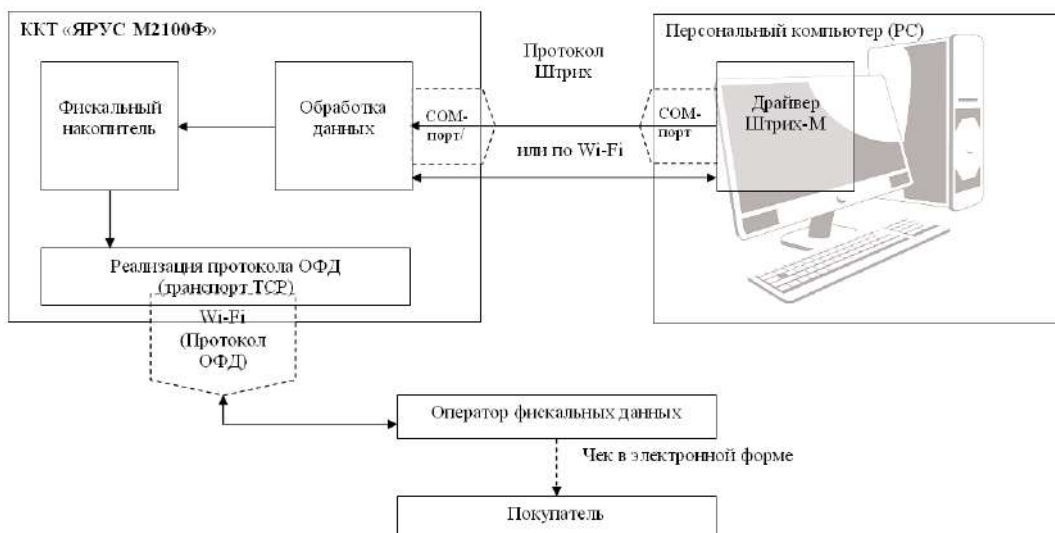 ККТ «ЯРУС М2100Ф»
Фискальный
накопитель
Обработка
данных
COM-
порт/
Протокол
Штрих
или по Wi-Fi
Персональный компьютер (PC)
COM-
порт
Драйвер
Штрих-М
Реализация протокола ОФД
(транспорт TCP)
Wi-Fi
(Протокол
ОФД)
Оператор фискальных данных
Чек в электронной форме
Покупатель